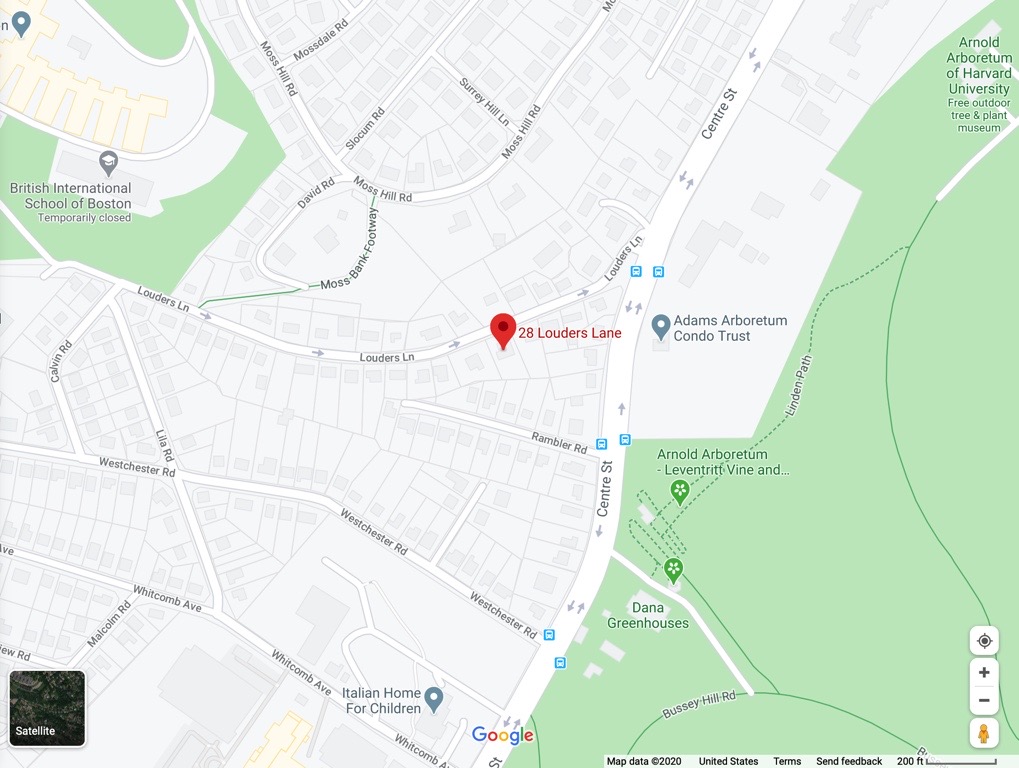 n
Mossdale Rd
Moss Hill Rd
Mos
Slocum Rd
Surrey Hill Ln
Moss Hill Rd
Centre St
Arnold
Arboretum
of Harvard
University
Free outdoor
tree & plant
museum
British International
School of Boston
Temporarily closed
David Rd
Moss Hill Rd
Moss Bank Footway
Louders Ln
Louders Ln
Louders Ln
28 Louders Lane
Adams Arboretum
Condo Trust
Linden Path
Calvin Rd
Lila Rd
Westchester Rd
Rambler Rd
Arnold Arboretum
- Leventritt Vine and...
Centre St
Westchester Rd
Westchester Rd
Ave
Whitcomb Ave
Malcolm Rd
iew Rd
Whitcomb Ave
Whitcomb Ave
Dana
Greenhouses
Bussey Hill Rd
Italian Home
For Children
St
Satellite
Google
Map data ©2020 United States Terms Send feedback 200 ft